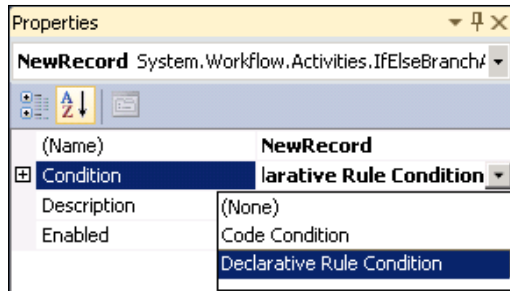 Properties
NewRecord System.Workflow.Activities.IfElseBranchA
A
Z
(Name) NewRecord
Condition larative Rule Condition
Description (None)
Enabled Code Condition
Declarative Rule Condition